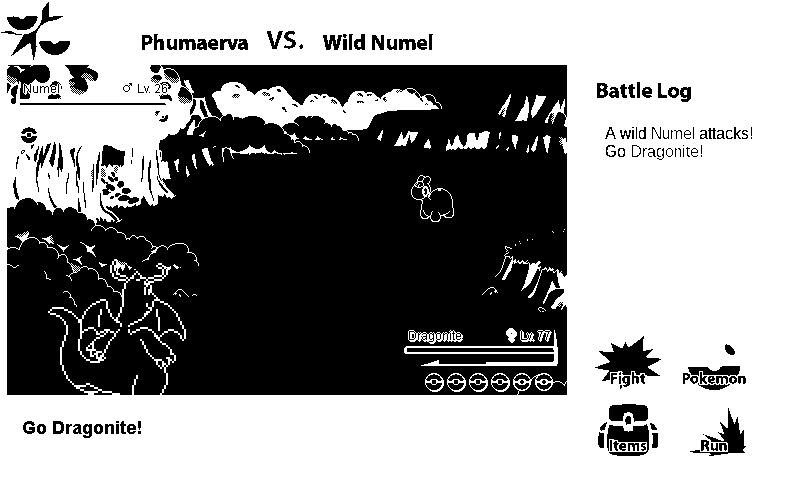 Phumaerva VS. Wild Numel
Numel ♂ Lv. 26
Battle Log
A wild Numel attacks!
Go Dragonite!
Dragonite Lv. 77
Fight
Pokemon
Items
Run
Go Dragonite!